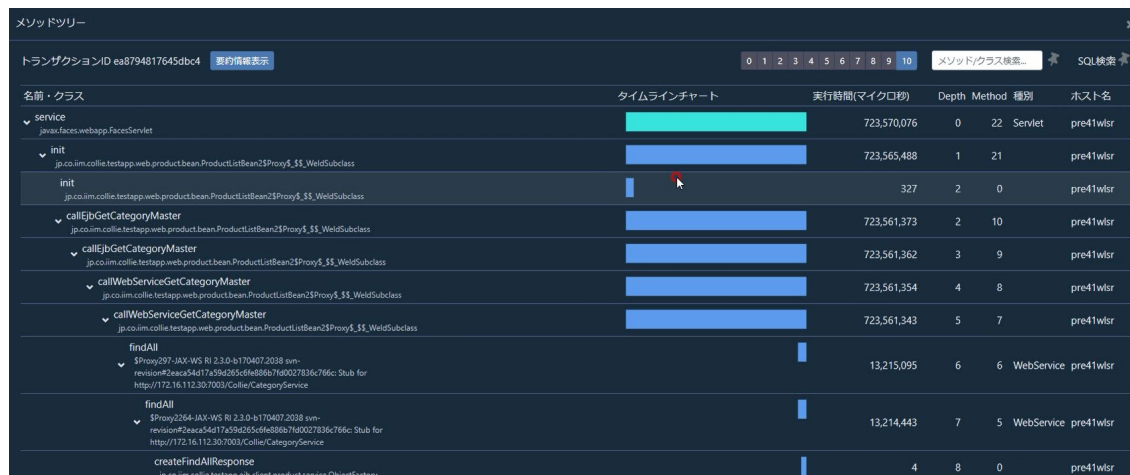 メソッドツリー
トランザクションID ea8794817645dbc4 要約情報表示 0 1 2 3 4 5 6 7 8 9 10 メソッド/クラス検索... SQL検索
名前・クラス タイムラインチャート 実行時間(マイクロ秒) Depth Method 種別 ホスト名
service 723,570,076 0 22 Servlet pre41wlsr
javax.faces.webapp.FacesServlet
init 723,565,488 1 21 pre41wlsr
jp.co.iim.collie.testapp.web.product.bean.ProductListBean2$Proxy$_$$_WeldSubclass
init 327 2 0 pre41wlsr
jp.co.iim.collie.testapp.web.product.bean.ProductListBean2$Proxy$_$$_WeldSubclass
callEjbGetCategoryMaster 723,561,373 2 10 pre41wlsr
jp.co.iim.collie.testapp.web.product.bean.ProductListBean2$Proxy$_$$_WeldSubclass
callEjbGetCategoryMaster 723,561,362 3 9 pre41wlsr
jp.co.iim.collie.testapp.web.product.bean.ProductListBean2$Proxy$_$$_WeldSubclass
callWebServiceGetCategoryMaster 723,561,354 4 8 pre41wlsr
jp.co.iim.collie.testapp.web.product.bean.ProductListBean2$Proxy$_$$_WeldSubclass
callWebServiceGetCategoryMaster 723,561,343 5 7 pre41wlsr
jp.co.iim.collie.testapp.web.product.bean.ProductListBean2$Proxy$_$$_WeldSubclass
findAll
$Proxy297-JAX-WS RI 2.3.0-b170407.2038 svn-
revision#2eaca54d17a59d265c6fe886b7fd0027836c766c: Stub for 13,215,095 6 6 WebService pre41wlsr
http://172.16.112.30:7003/Collie/CategoryService
findAll
$Proxy2264-JAX-WS RI 2.3.0-b170407.2038 svn-
revision#2eaca54d17a59d265c6fe886b7fd0027836c766c: Stub for 13,214,443 7 5 WebService pre41wlsr
http://172.16.112.30:7003/Collie/CategoryService
createFindAllResponse 4 8 0 pre41wlsr
jp.co.iim.collie.testapp.ejb.client.product.service.ObjectFactory